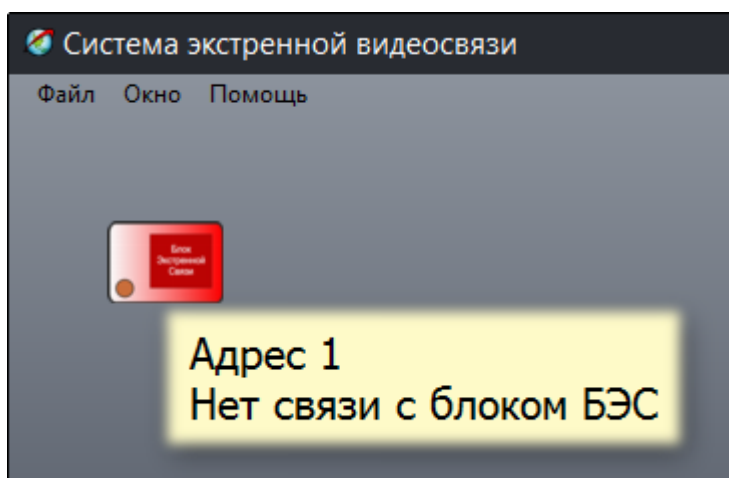 Система экстренной видеосвязи
Файл Окно Помощь
Блок
Экстренной
Связи
Адрес 1
Нет связи с блоком БЭС